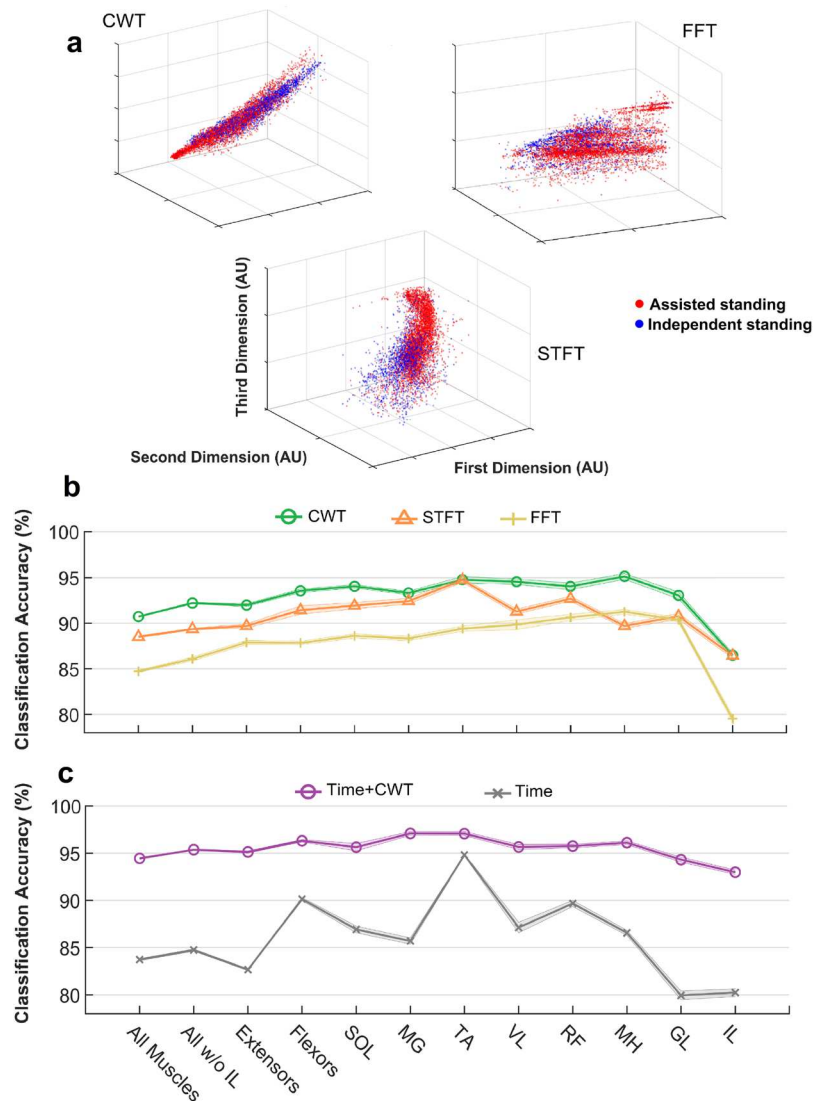 a
CWT
FFT
Third Dimension (AU)
Second Dimension (AU)
First Dimension (AU)
STFT
Assisted standing
Independent standing
b
CWT STFT FFT
Classification Accuracy (%)
100
95
90
85
80
c
Time+CWT Time
Classification Accuracy (%)
100
95
90
85
80
All Muscles
All w/o IL
Extensors
Flexors
SOL
MG
TA
VL
RF
MH
GL
IL